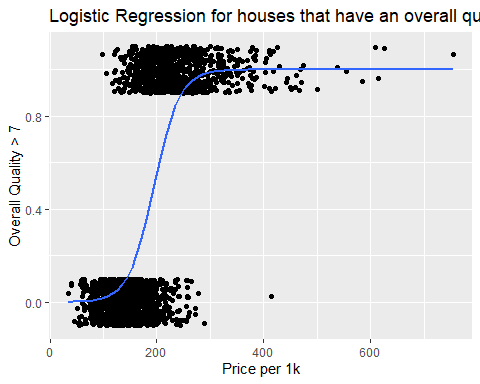 Logistic Regression for houses that have an overall qu
Overall Quality > 7
0.8
0.4
0.0
0
200
400
600
Price per 1k